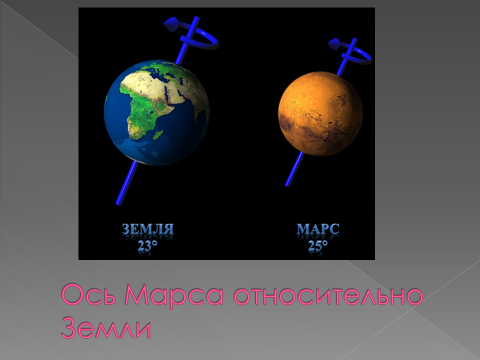 ЗЕМЛЯ
23°
МАРС
25°
Ось Марса относительно
Земли